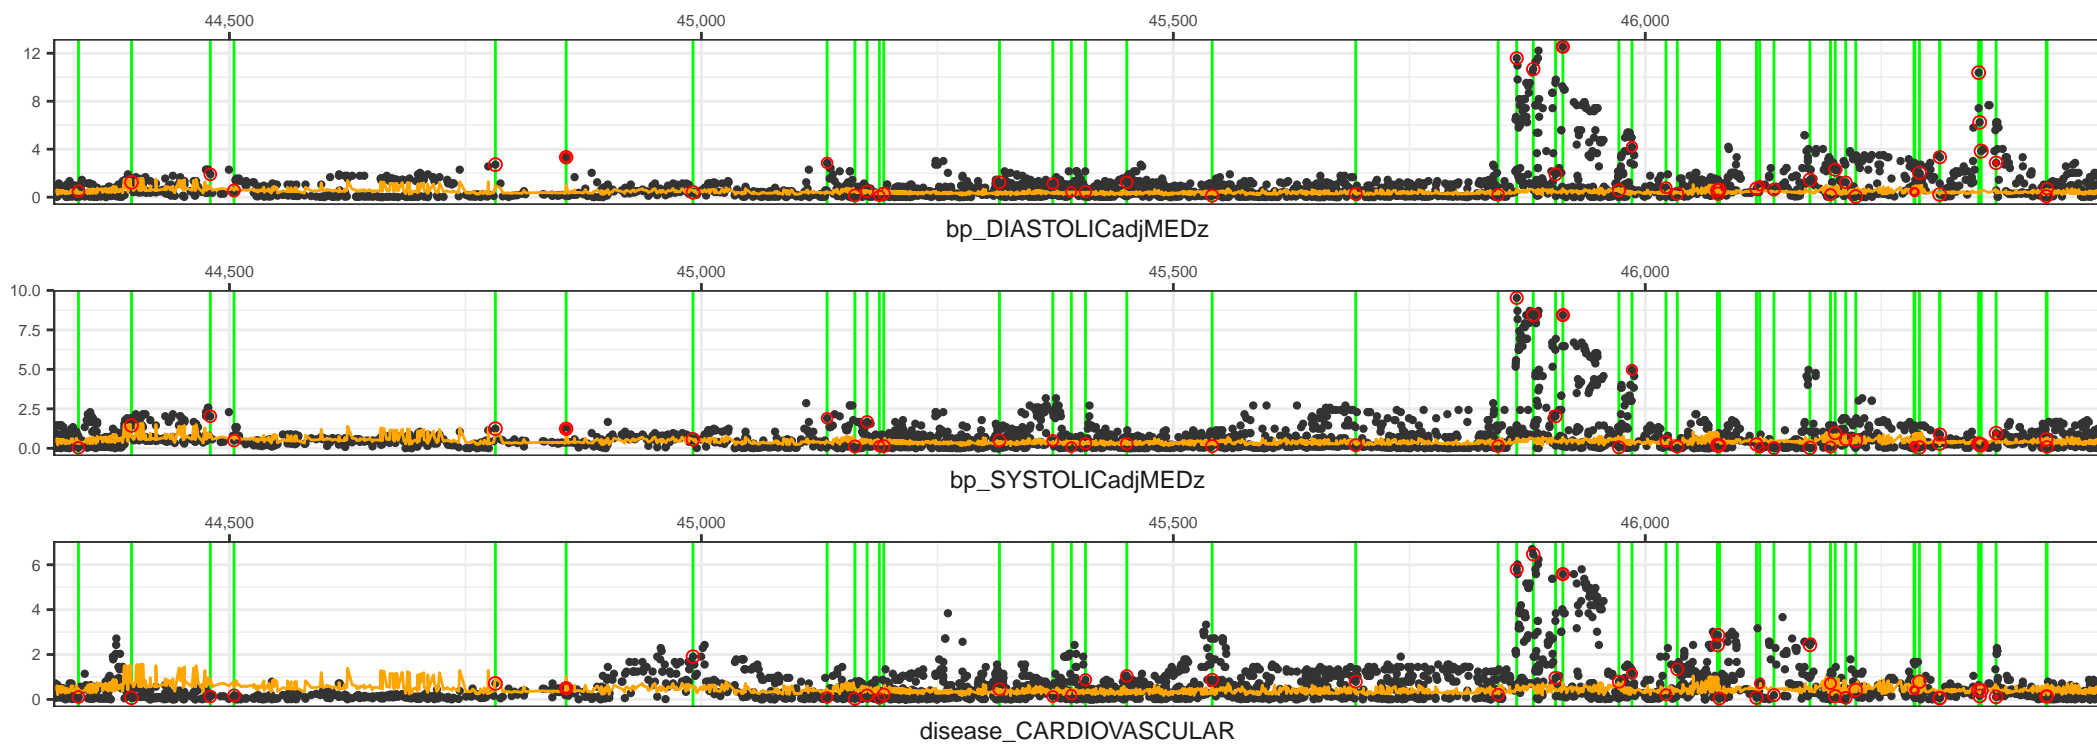 44,500 45,000 45,500 46,000
12
8
4
0
bp_DIASTOLICadjMEDz
44,500 45,000 45,500 46,000
10.0
7.5
5.0
2.5
0.0
bp_SYSTOLICadjMEDz
44,500 45,000 45,500 46,000
6
4
2
0
disease_CARDIOVASCULAR